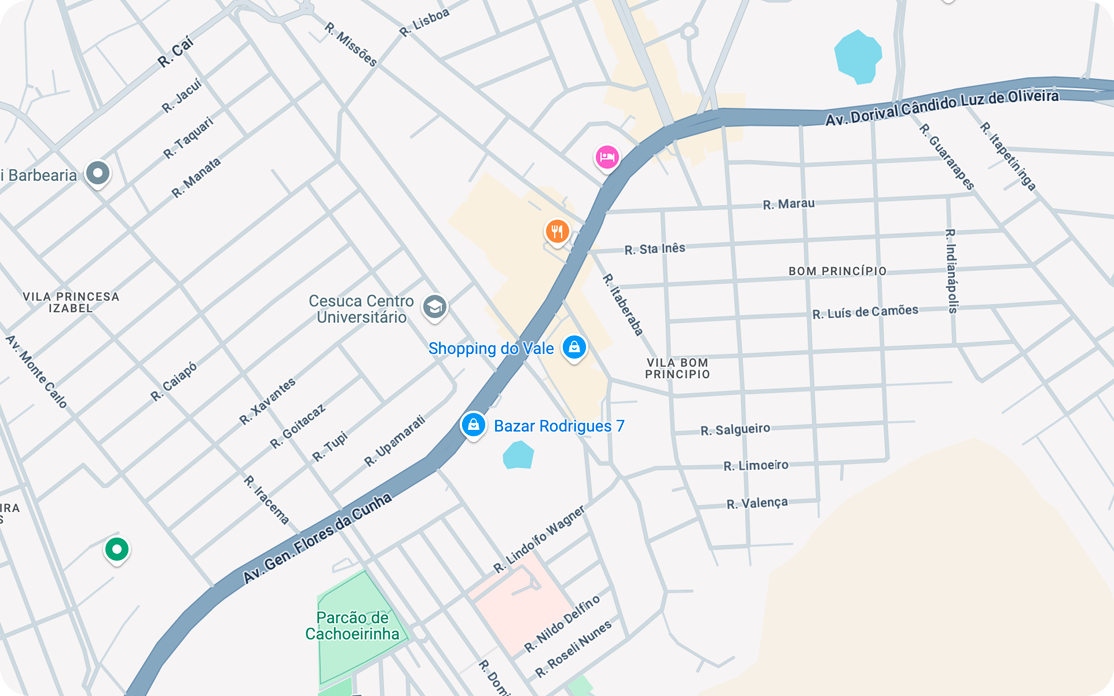 R. Lisboa
R. Missões
R. Caí
R. Jacuí
Av. Dorival Cândido Luz de Oliveira
R. Taquari
R. Guararapes
R. Itapetininga
i Barbearia
R. Manata
R. Marau
R. Sta Inês
R. Indianópolis
BOM PRINCÍPIO
VILA PRINCESA
IZABEL
Cesuca Centro
Universitário
R. Itaberaba
R. Luís de Camões
Shopping do Vale
Av. Monte Carlo
VILA BOM
PRINCIPIO
R. Caiapó
R. Xavantes
R. Goitacaz
R. Tupi
R. Upamarati
Bazar Rodrigues 7
R. Salgueiro
R. Limoeiro
R. Iracema
R. Valença
IRA
S
Av. Gen. Flores da Cunha
R. Lindolfo Wagner
Parcão de
Cachoeirinha
R. Nildo Delfino
R. Roseli Nunes
R. Domi